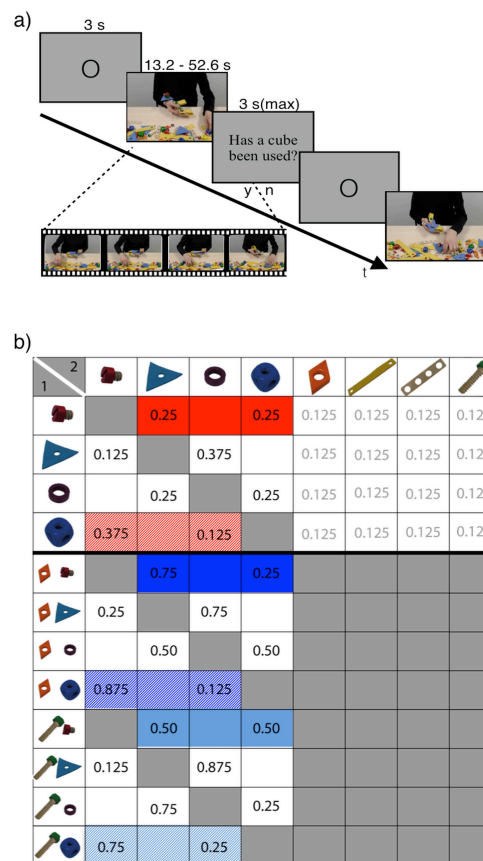 a)
3 s
13.2 - 52.6 s
3 s(max)
Has a cube
been used?
y n
t
b)
2
1
0.25 0.25 0.125 0.125 0.125 0.12
0.125 0.375 0.125 0.125 0.125 0.12
0.25 0.25 0.125 0.125 0.125 0.12
0.375 0.125 0.125 0.125 0.125 0.12
0.75 0.25
0.25 0.75
0.50 0.50
0.875 0.125
0.50 0.50
0.125 0.875
0.75 0.25
0.75 0.25